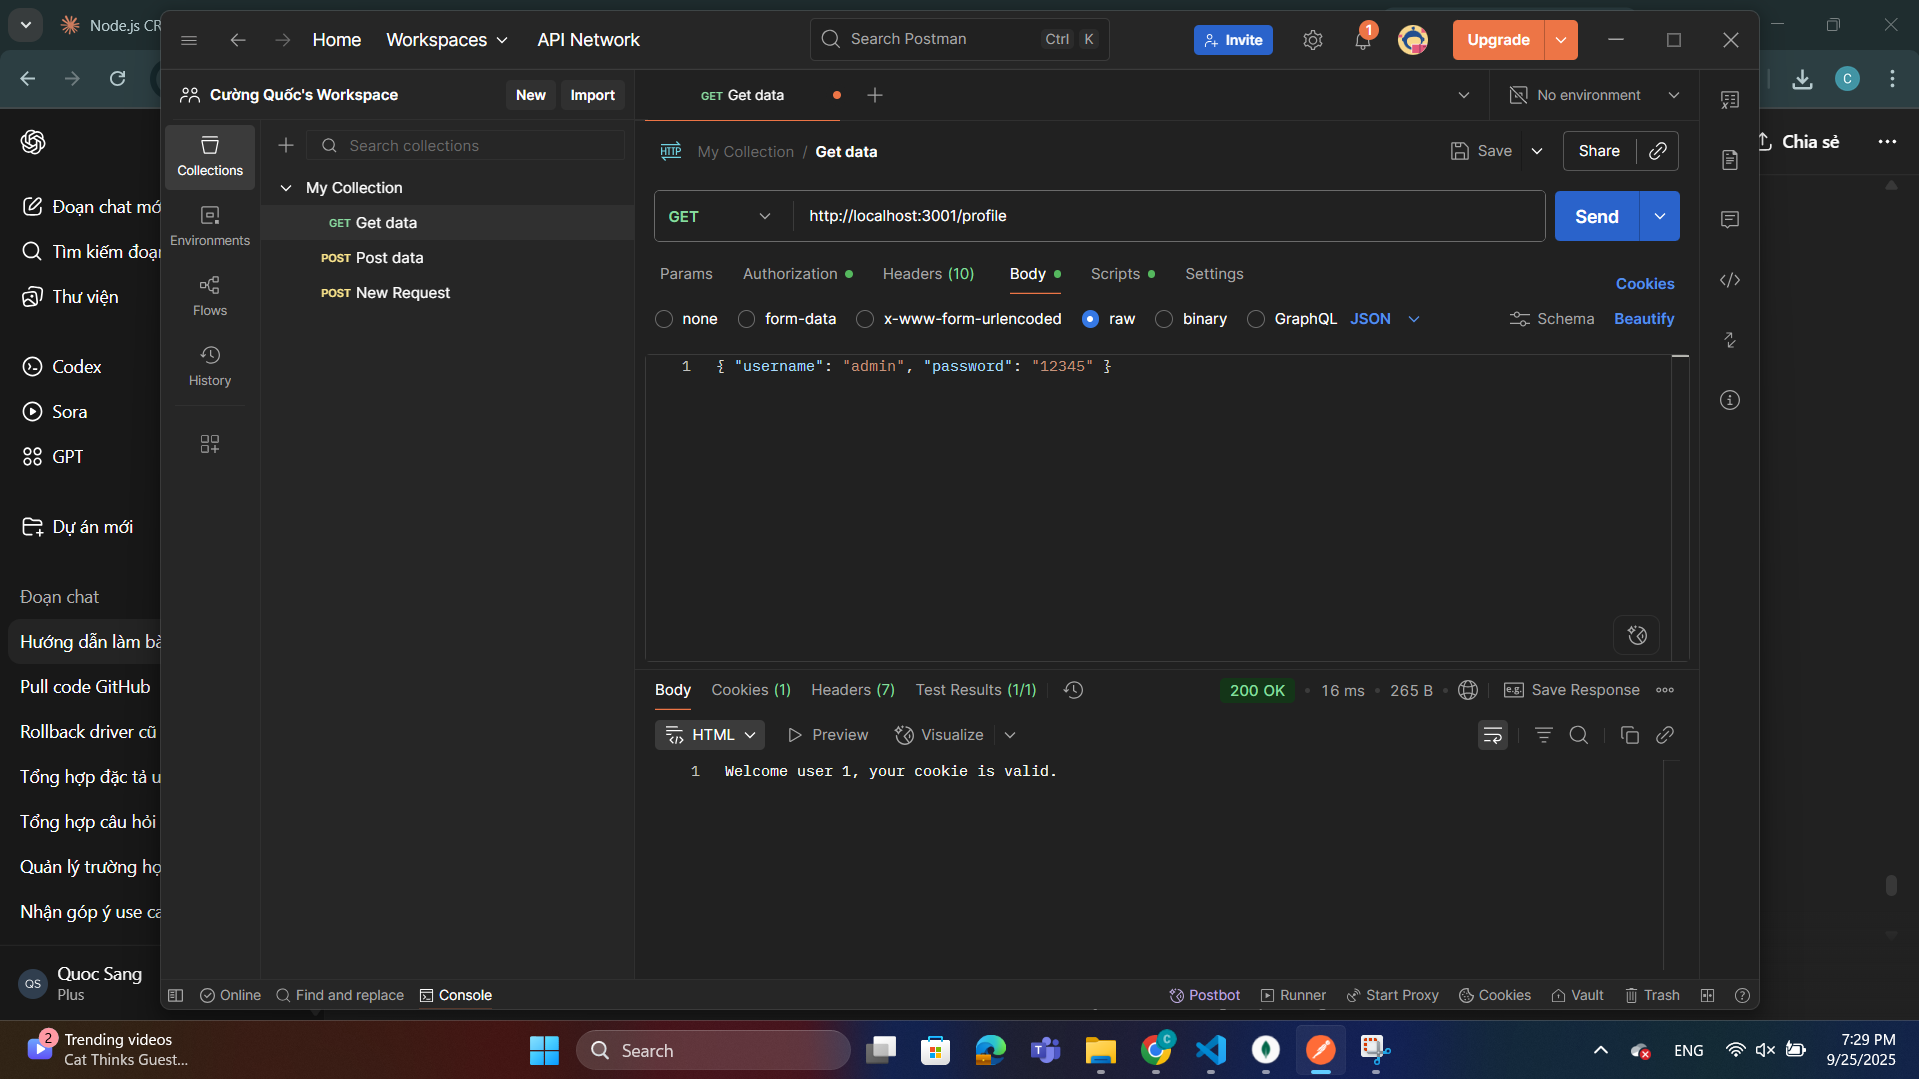 Node.js CR
Home
Workspaces
API Network
Search Postman
Ctrl
K
Invite
1
Upgrade
C
Cường Quốc's Workspace
New
Import
GET Get data
No environment
Chia sẻ
Collections
Search collections
HTTP
My Collection / Get data
Save
Share
My Collection
GET Get data
POST Post data
POST New Request
Environments
Flows
History
GET
http://localhost:3001/profile
Send
Params
Authorization
Headers (10)
Body
Scripts
Settings
Cookies
none
form-data
x-www-form-urlencoded
raw
binary
GraphQL
JSON
Schema
Beautify
1 { "username": "admin", "password": "12345" }
Đoạn chat mớ
Tìm kiếm đoạn
Thư viện
Codex
Sora
GPT
Dự án mới
Đoạn chat
Hướng dẫn làm bà
Pull code GitHub
Rollback driver cũ
Tổng hợp đặc tả u
Tổng hợp câu hỏi
Quản lý trường họ
Nhận góp ý use ca
QS
Quoc Sang
Plus
Body
Cookies (1)
Headers (7)
Test Results (1/1)
200 OK
16 ms
265 B
e.g.
Save Response
HTML
Preview
Visualize
1 Welcome user 1, your cookie is valid.
Online
Find and replace
Console
Postbot
Runner
Start Proxy
Cookies
Vault
Trash
2
Trending videos
Cat Thinks Guest...
Search
C
ENG
7:29 PM
9/25/2025